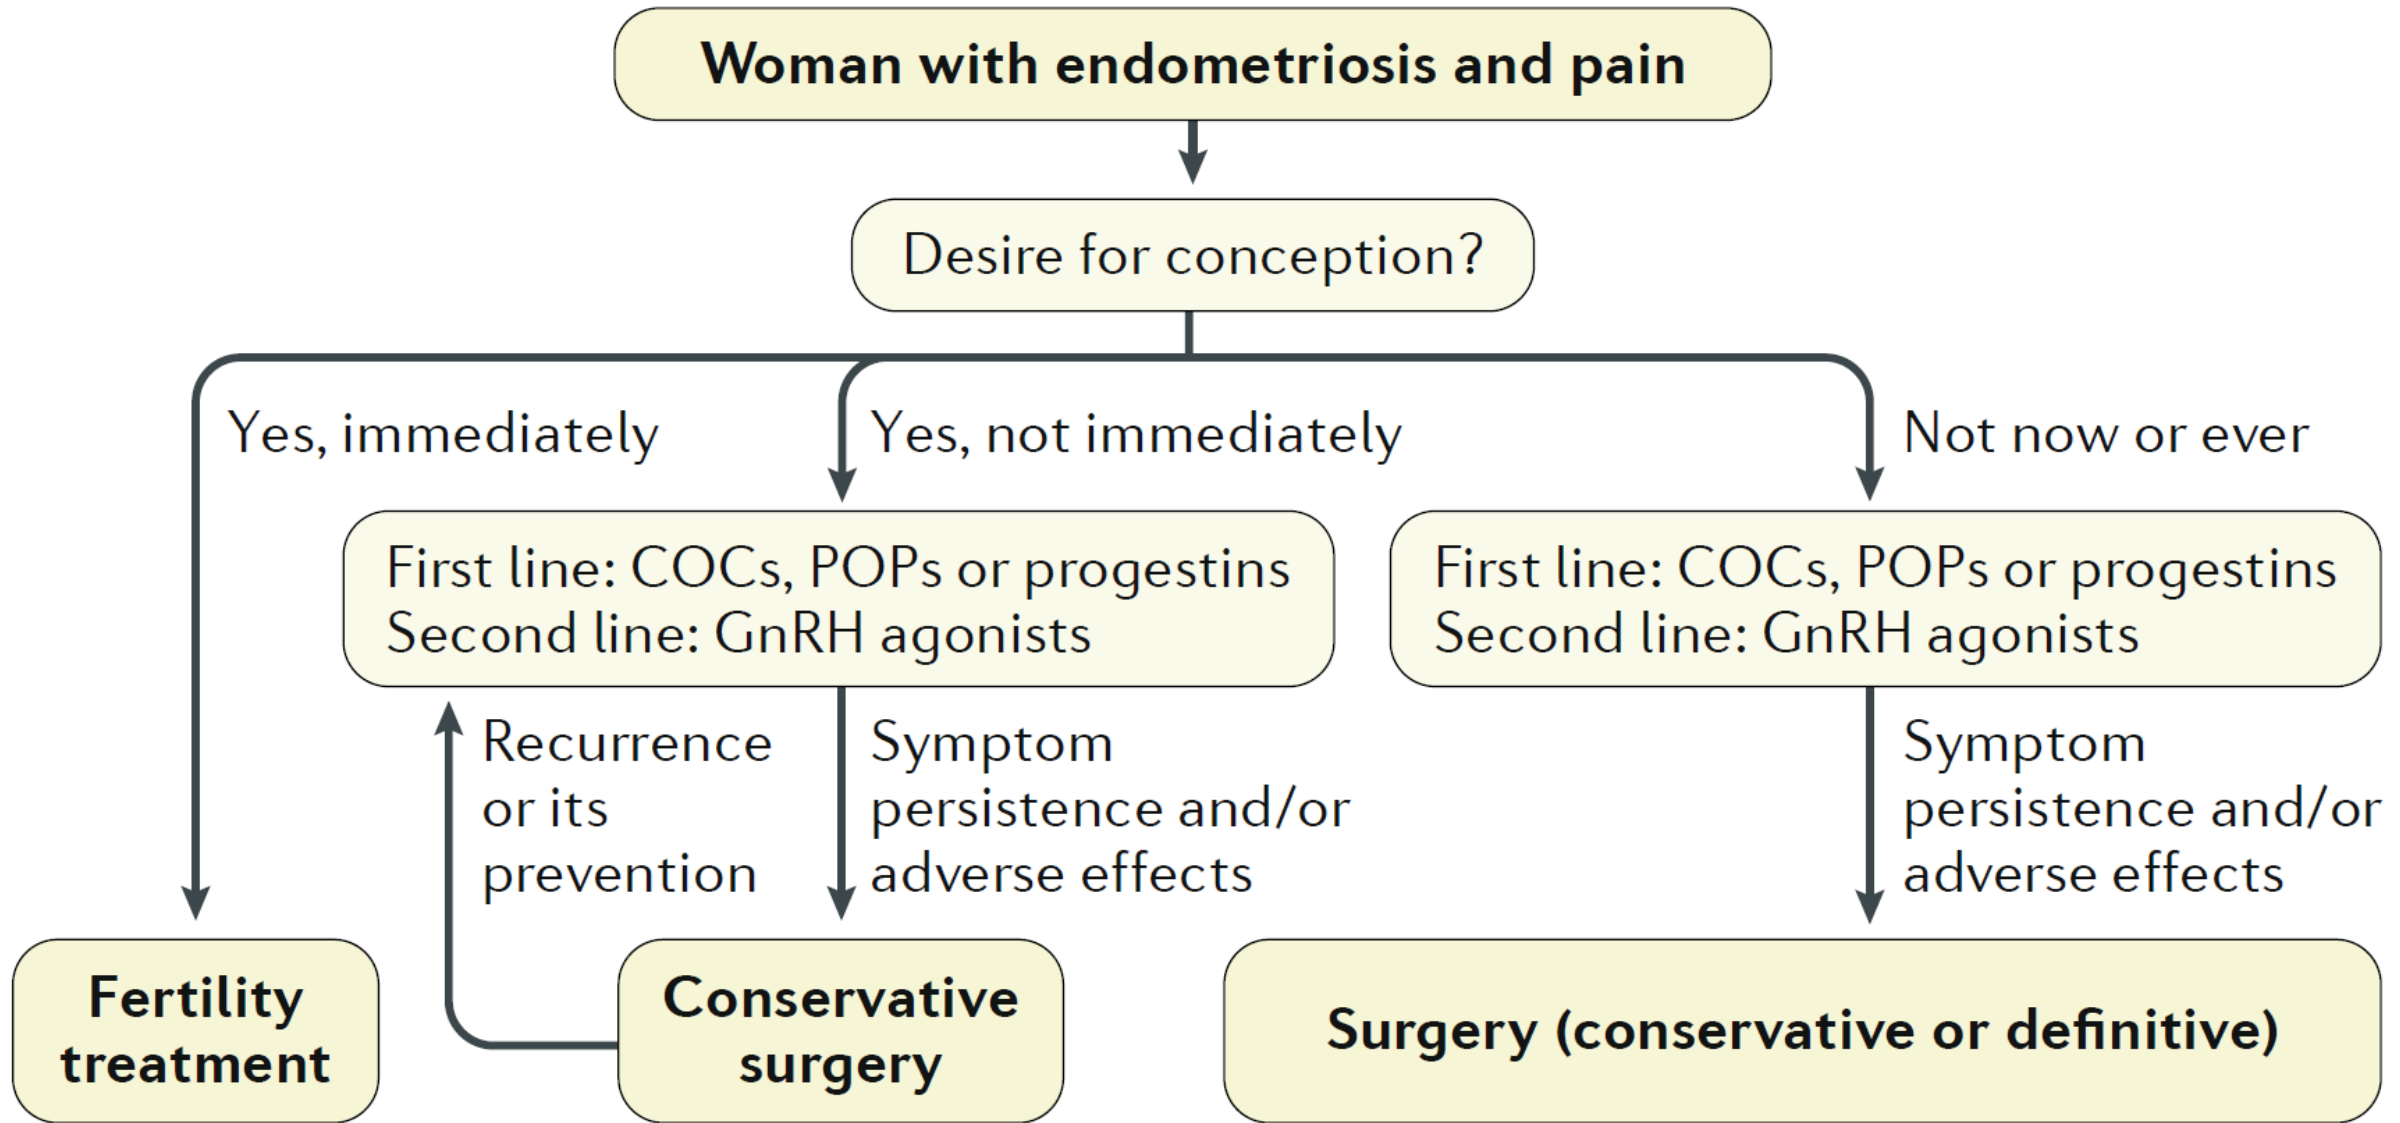 Woman with endometriosis and pain
Desire for conception?
Yes, immediately
Yes, not immediately
Not now or ever
First line: COCs, POPs or progestins
Second line: GnRH agonists
First line: COCs, POPs or progestins
Second line: GnRH agonists
Recurrence
or its
prevention
Symptom
persistence and/or
adverse effects
Symptom
persistence and/or
adverse effects
Fertility
treatment
Conservative
surgery
Surgery (conservative or definitive)